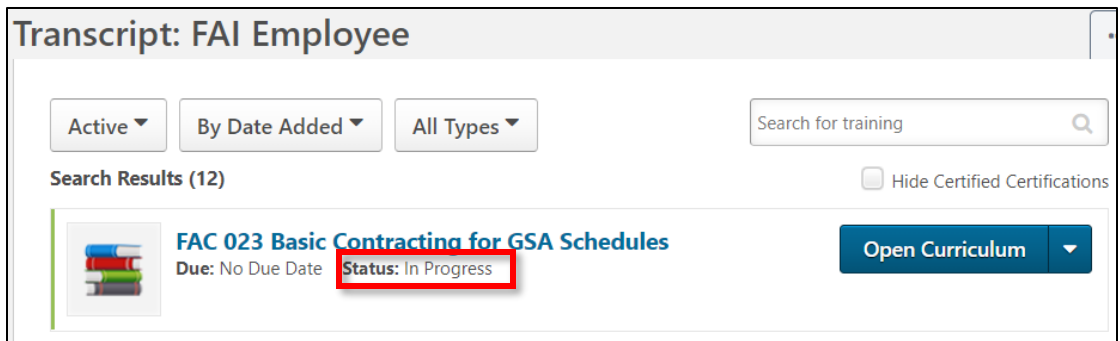 Transcript: FAI Employee
Active By Date Added All Types Search for training
Search Results (12) Hide Certified Certifications
FAC 023 Basic Contracting for GSA Schedules
Due: No Due Date Status: In Progress
Open Curriculum